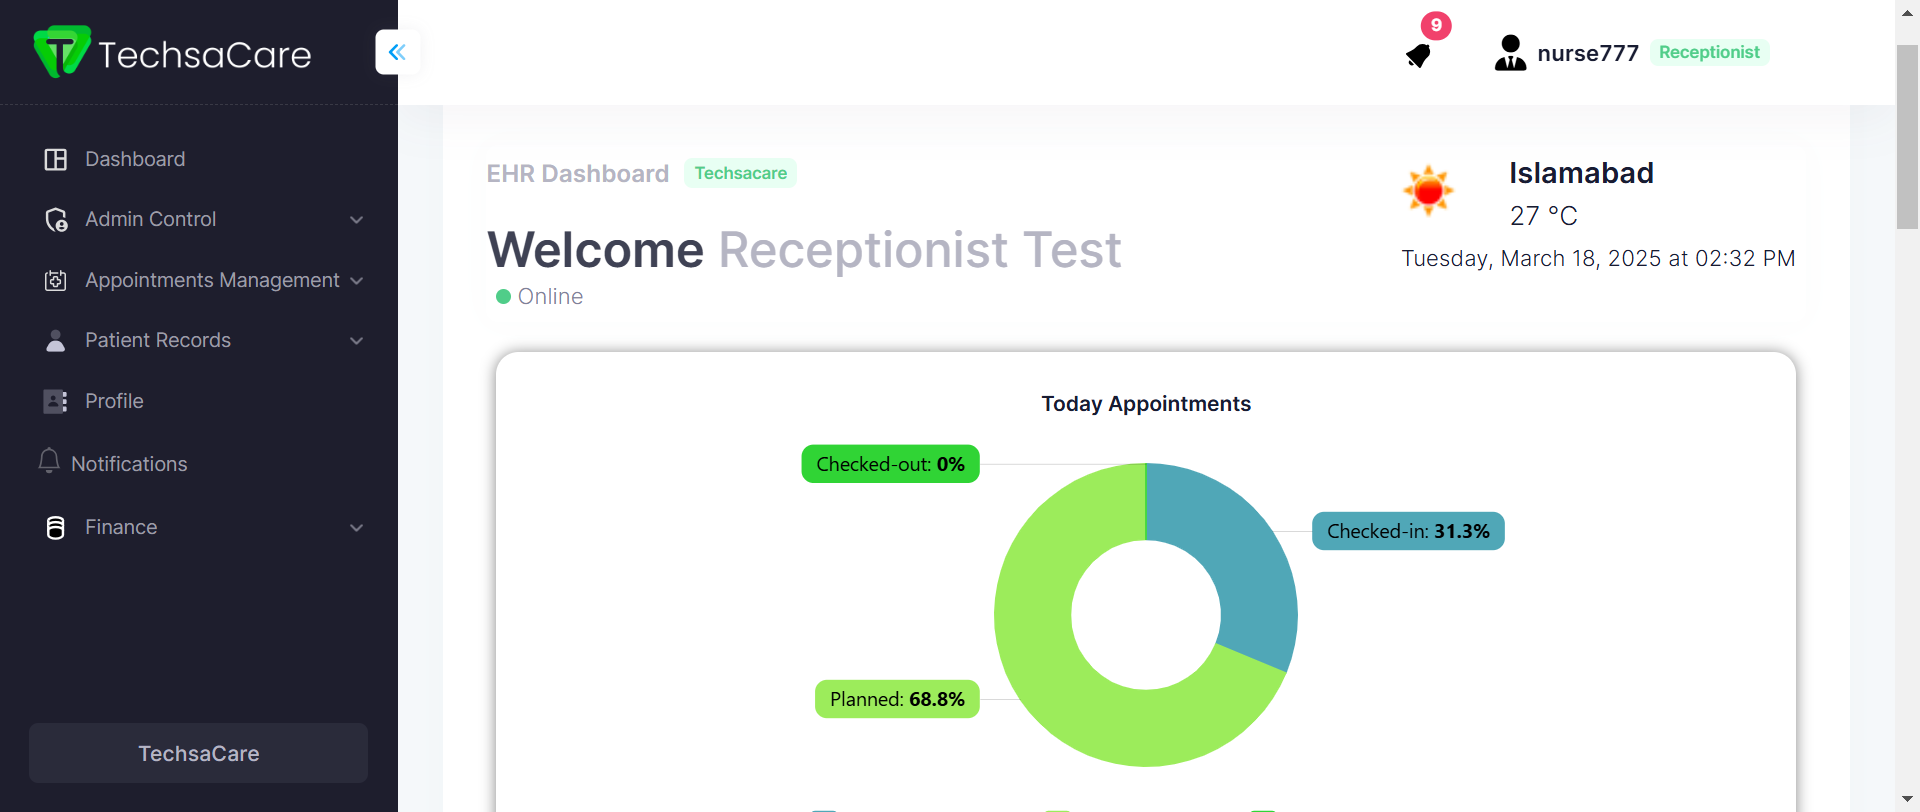 TechsaCare
9
nurse777 Receptionist
Dashboard
Admin Control
Appointments Management
Patient Records
Profile
Notifications
Finance
TechsaCare
EHR Dashboard Techsacare
Welcome Receptionist Test
Online
Islamabad
27 °C
Tuesday, March 18, 2025 at 02:32 PM
Today Appointments
Checked-out: 0%
Checked-in: 31.3%
Planned: 68.8%